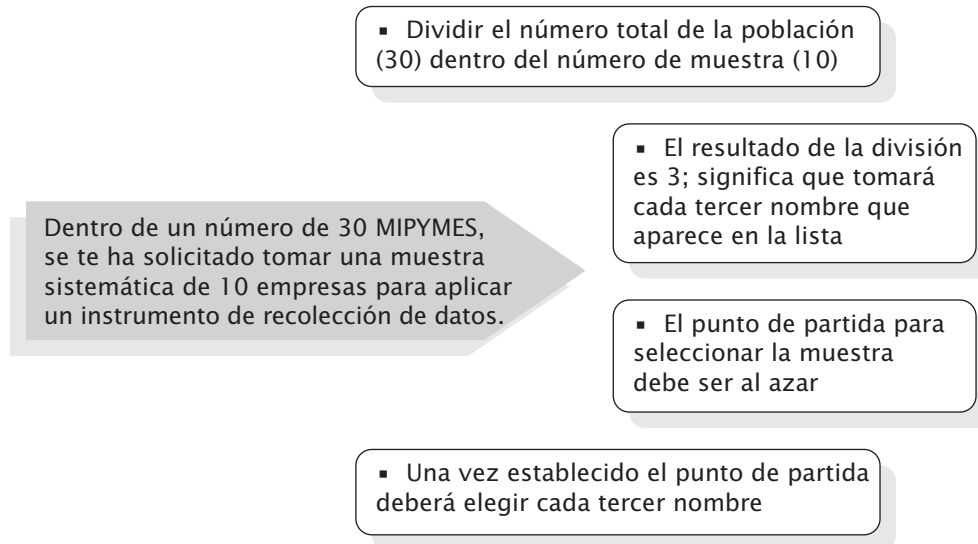 ▪ Dividir el número total de la población
(30) dentro del número de muestra (10)
▪ El resultado de la división
es 3; significa que tomará
cada tercer nombre que
aparece en la lista
Dentro de un número de 30 MIPYMES,
se te ha solicitado tomar una muestra
sistemática de 10 empresas para aplicar
un instrumento de recolección de datos.
▪ El punto de partida para
seleccionar la muestra
debe ser al azar
▪ Una vez establecido el punto de partida
deberá elegir cada tercer nombre